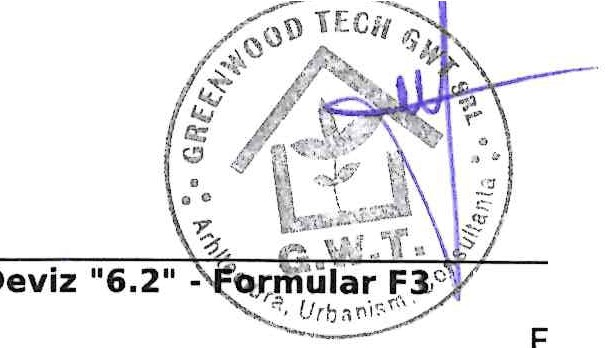 GREENWOOD TECH GWT SRL
G.W.T.
Arhitectura, Urbanism, Consultanta
Deviz "6.2" - Formular F3